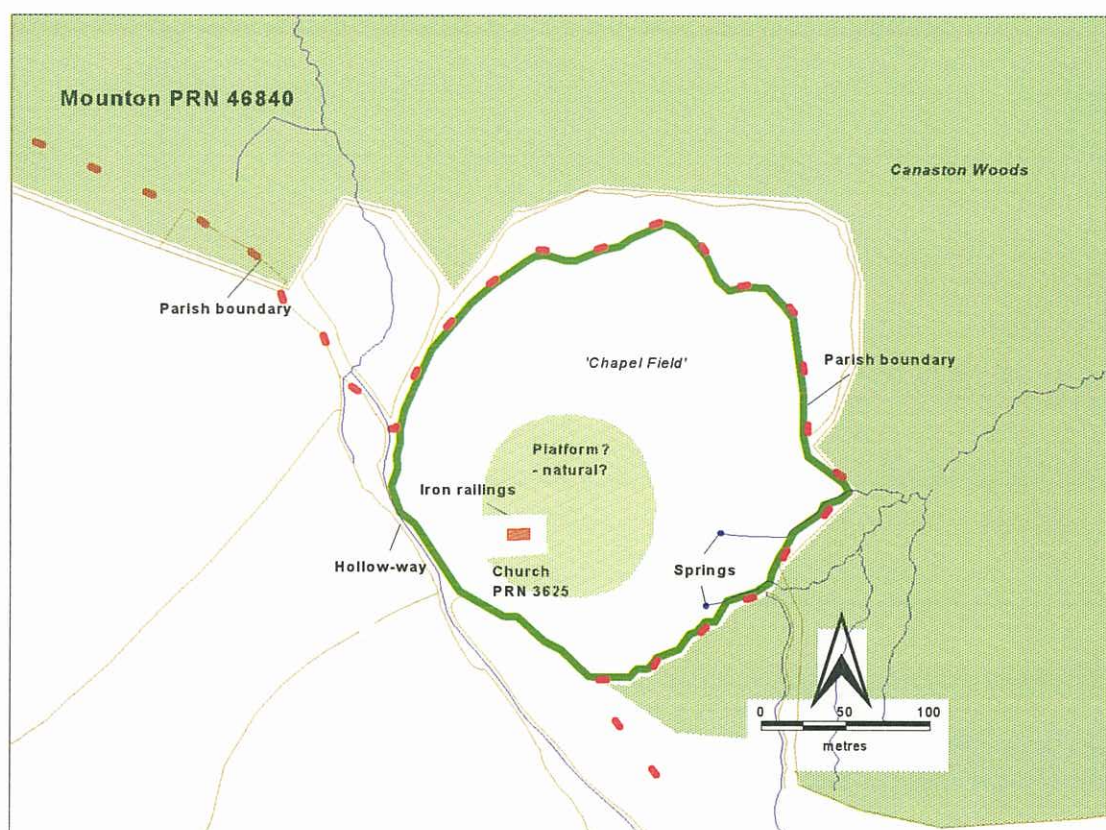 Mounton PRN 46840
Canaston Woods
Parish boundary
'Chapel Field'
Parish boundary
Platform?
- natural?
Iron railings
Hollow-way
Church
PRN 3625
Springs
0 50 100
metres